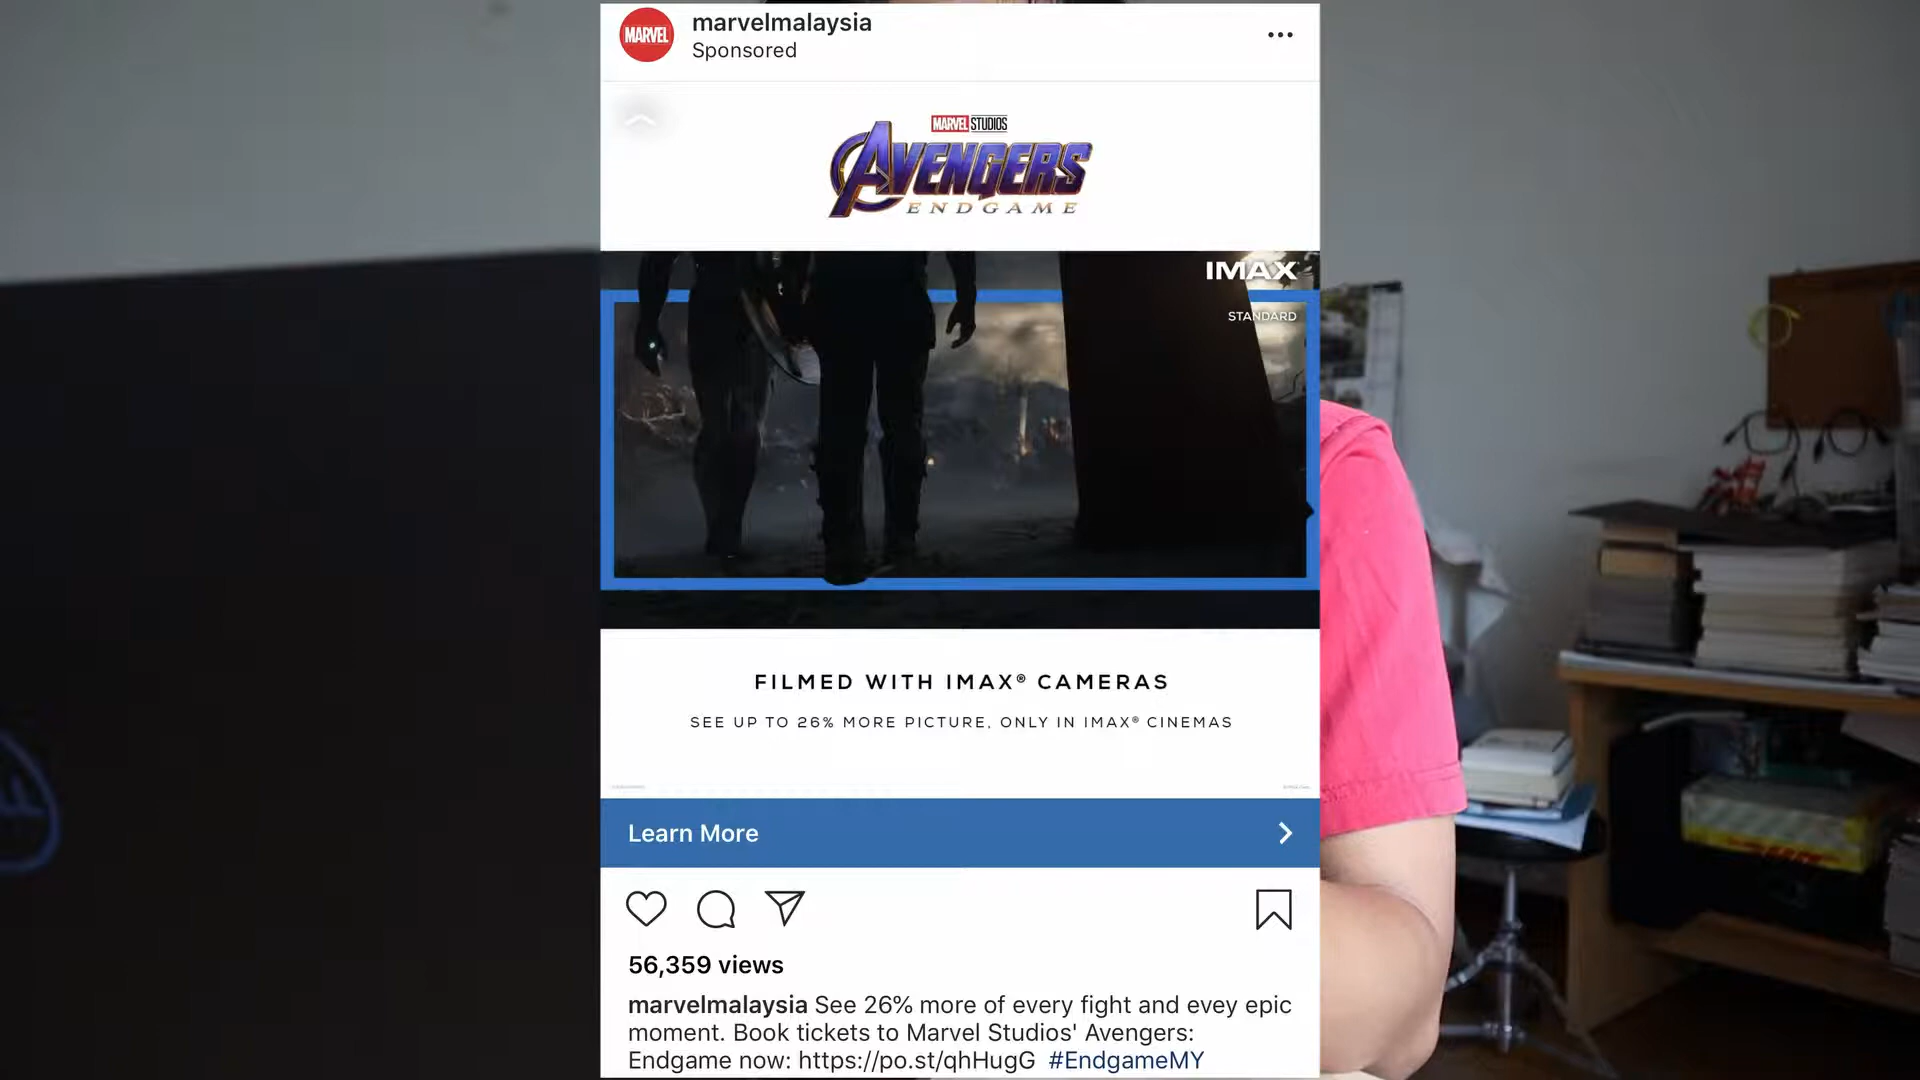 MARVEL
marvelmalaysia
Sponsored
MARVEL STUDIOS
AVENGERS
ENDGAME
IMAX
STANDARD
FILMED WITH IMAX® CAMERAS
SEE UP TO 26% MORE PICTURE, ONLY IN IMAX® CINEMAS
Learn More
56,359 views
marvelmalaysia See 26% more of every fight and evey epic
moment. Book tickets to Marvel Studios' Avengers:
Endgame now: https://po.st/qhHugG #EndgameMY